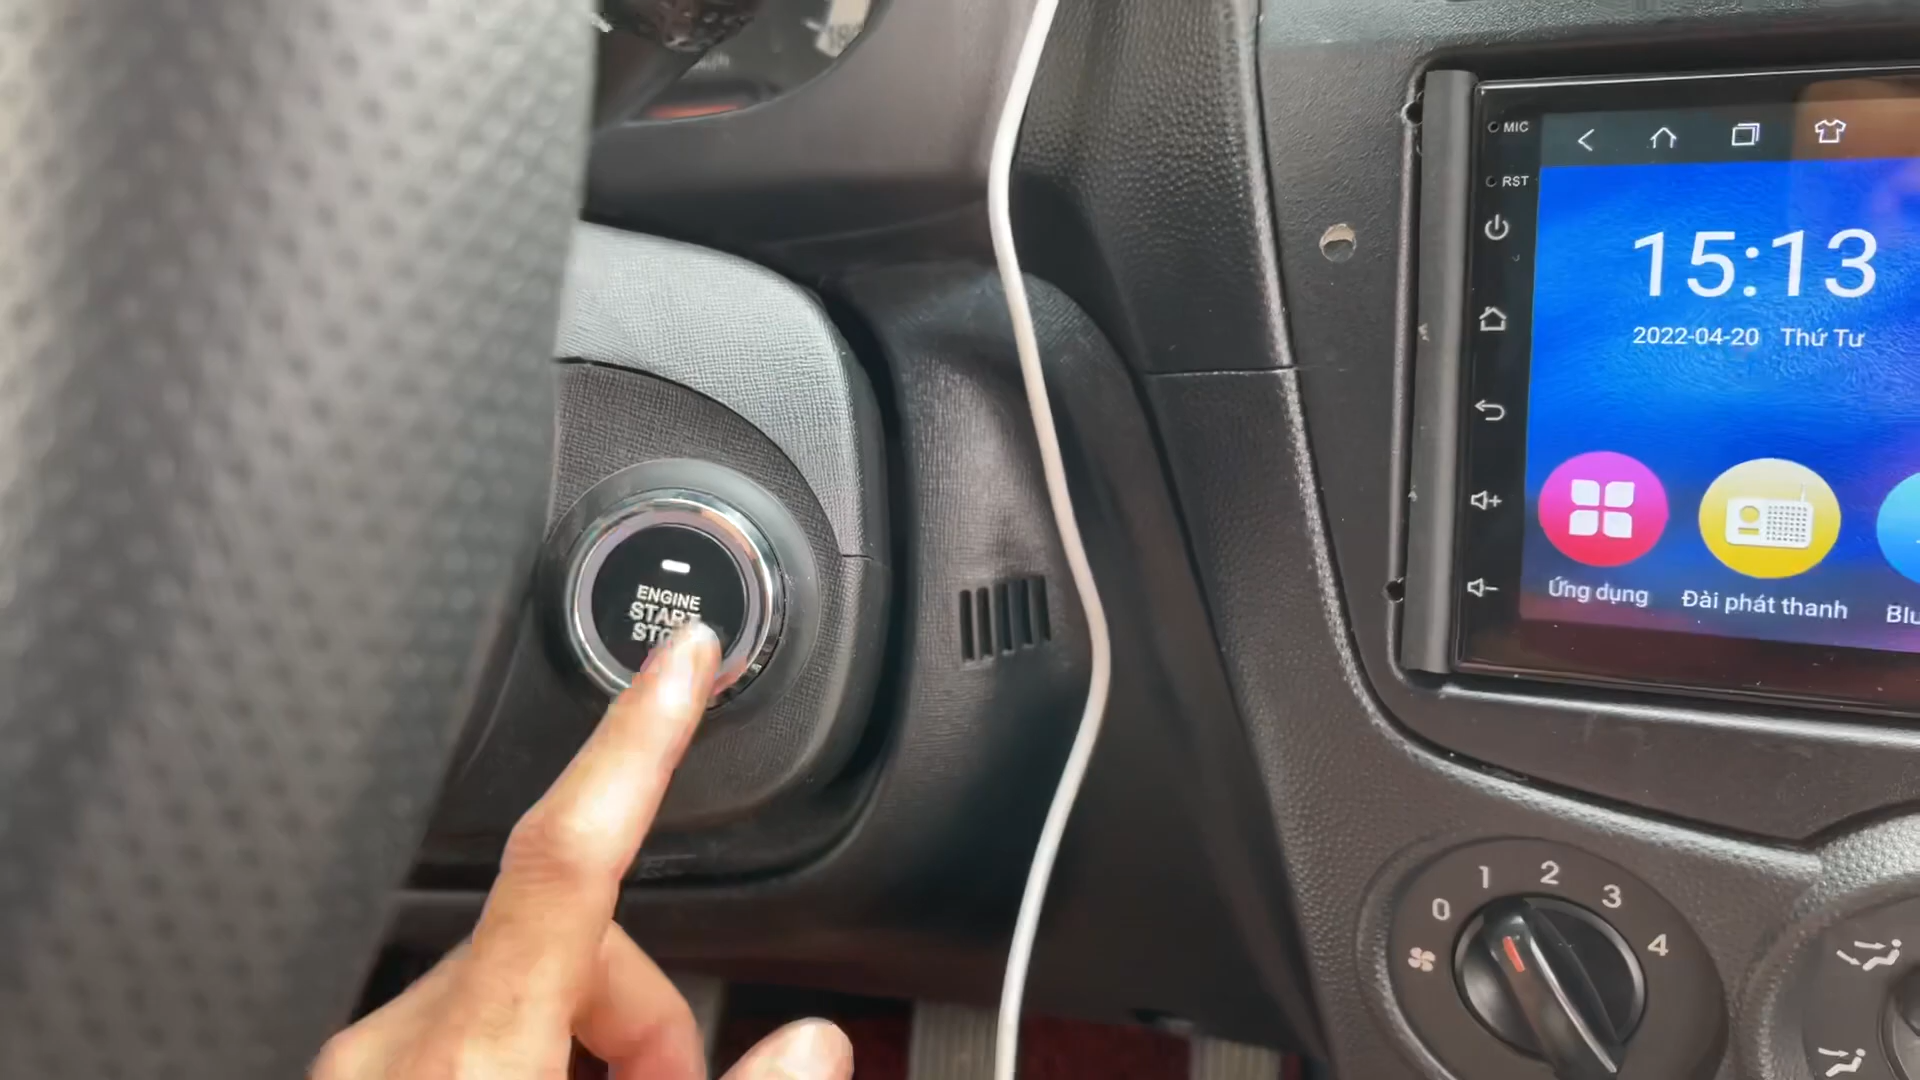 ENGINE
START
MIC
RST
15:13
2022-04-20 Thứ Tư
Ứng dụng
Đài phát thanh
0
1
2
3
4